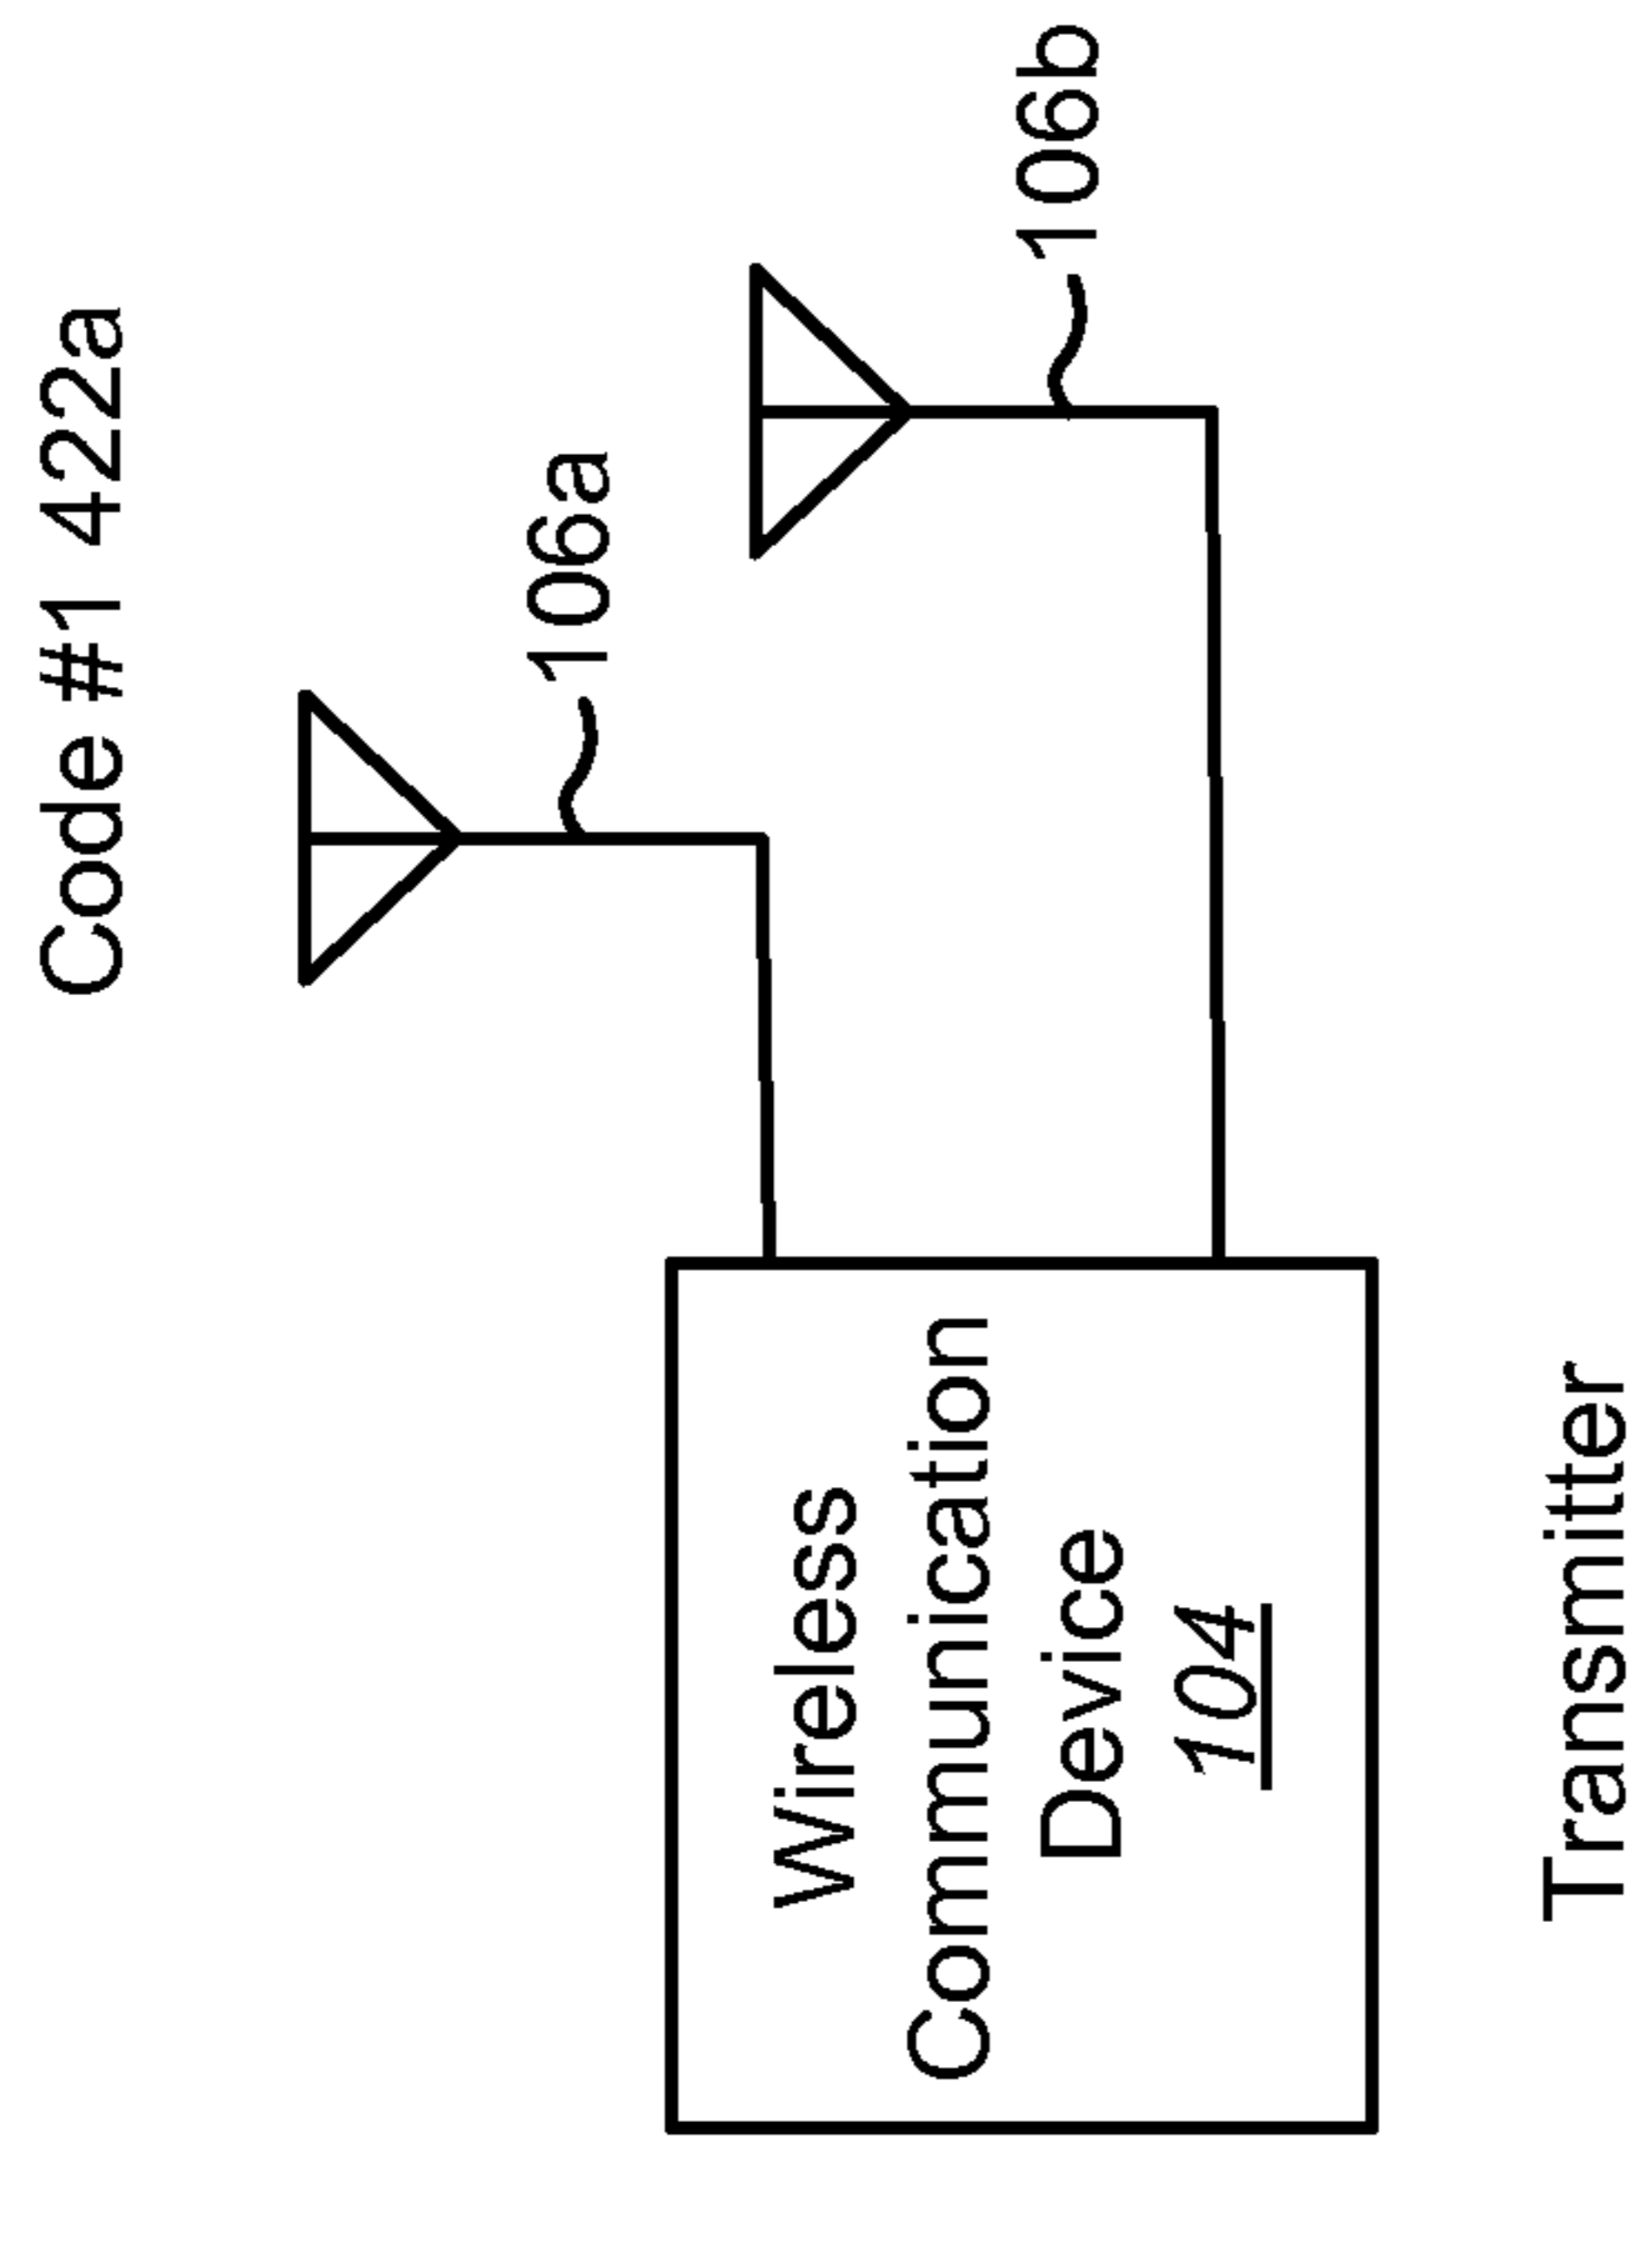 Code #1 422a
106a
106b
Wireless
Communication
Device
104
Transmitter